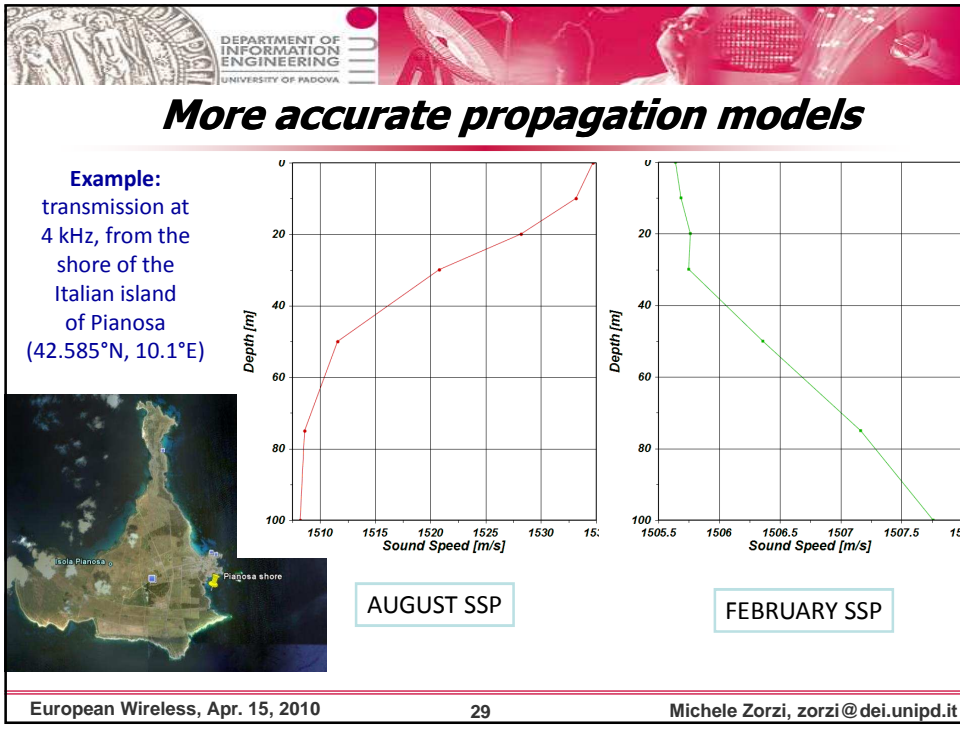 DEPARTMENT OF
INFORMATION
ENGINEERING
UNIVERSITY OF PADOVA
More accurate propagation models
Example:
transmission at
4 kHz, from the
shore of the
Italian island
of Pianosa
(42.585°N, 10.1°E)
0
20
40
60
80
100
Depth [m]
1510 1515 1520 1525 1530
Sound Speed [m/s]
0
20
40
60
80
100
Depth [m]
1505.5 1506 1506.5 1507 1507.5
Sound Speed [m/s]
Isola Pianosa
Pianosa shore
AUGUST SSP
FEBRUARY SSP
European Wireless, Apr. 15, 2010 29 Michele Zorzi, zorzi@dei.unipd.it